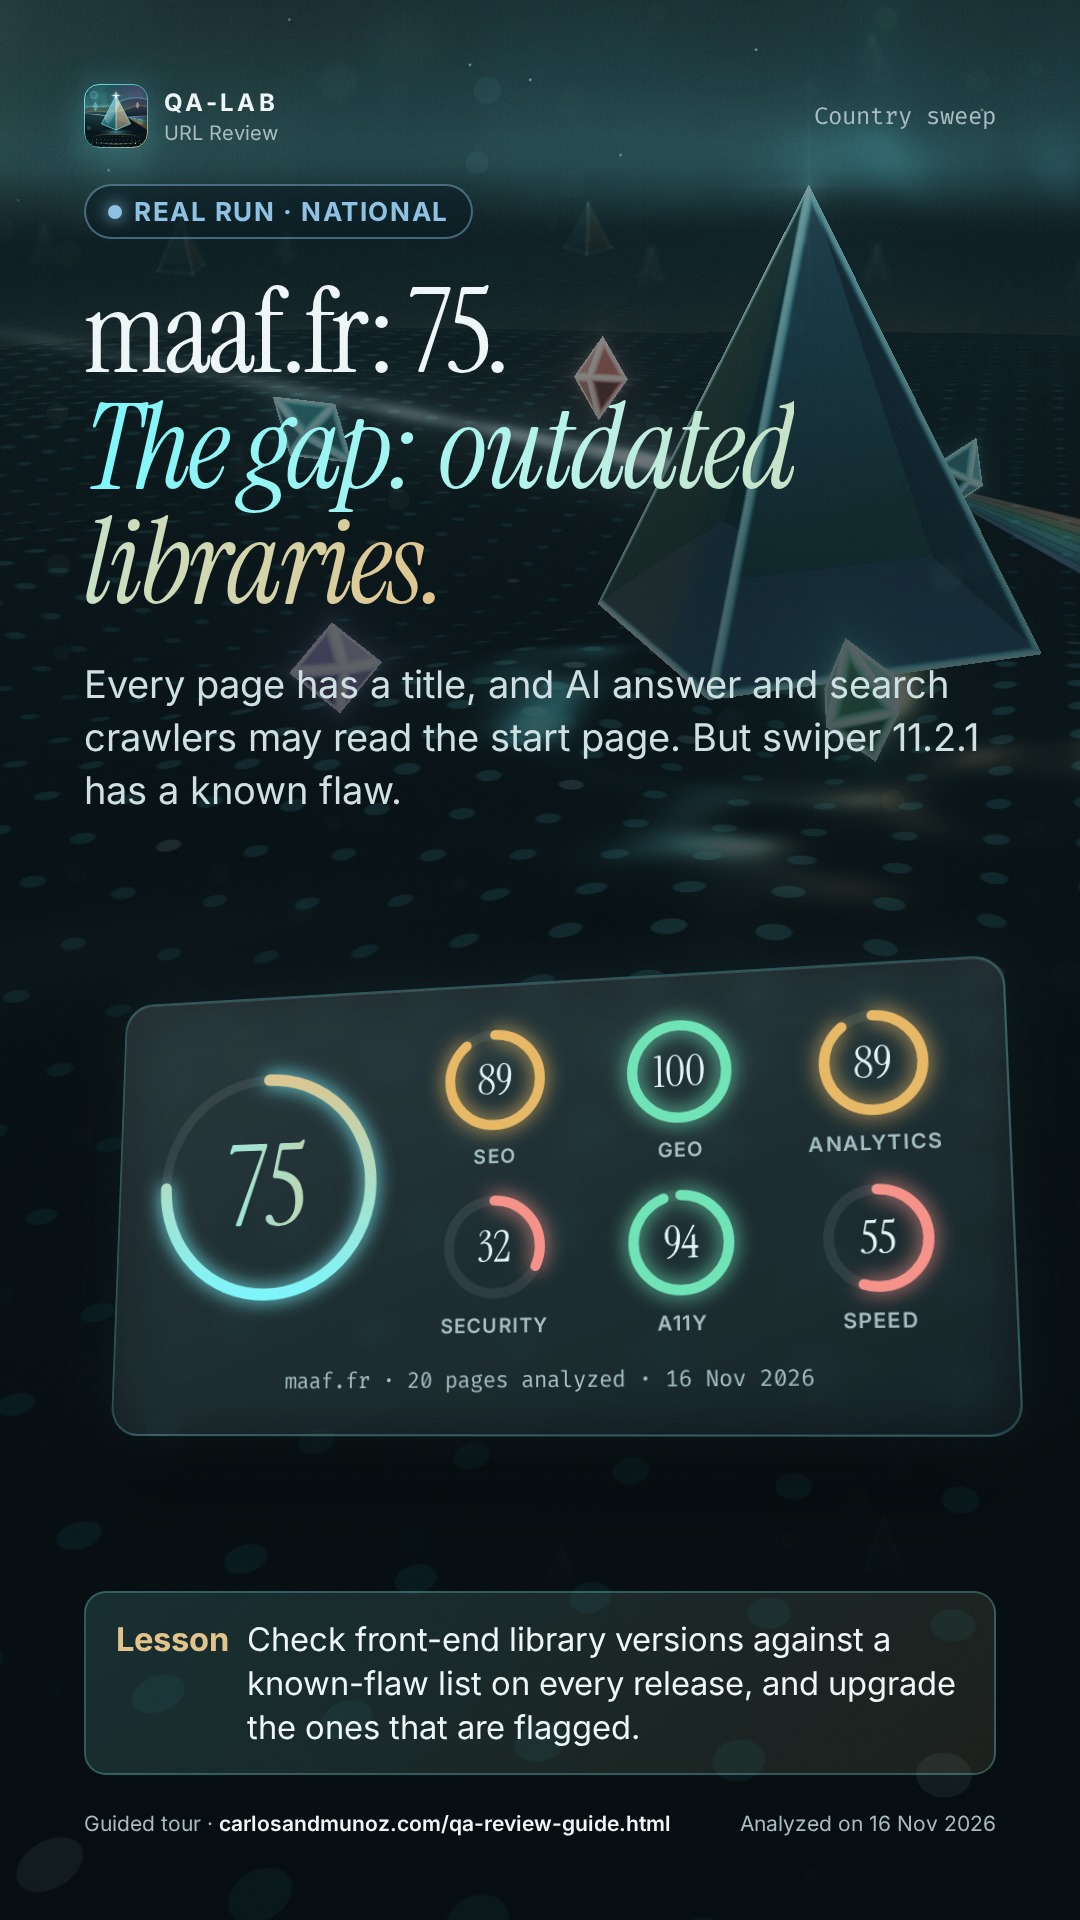 QA-LAB
URL Review
Country sweep
REAL RUN · NATIONAL
maaf.fr: 75.
The gap: outdated
libraries.
Every page has a title, and AI answer and search
crawlers may read the start page. But swiper 11.2.1
has a known flaw.
75
89
SEO
100
GEO
89
ANALYTICS
32
SECURITY
94
A11Y
55
SPEED
maaf.fr · 20 pages analyzed · 16 Nov 2026
Lesson Check front-end library versions against a
known-flaw list on every release, and upgrade
the ones that are flagged.
Guided tour · carlosandmunoz.com/qa-review-guide.html
Analyzed on 16 Nov 2026